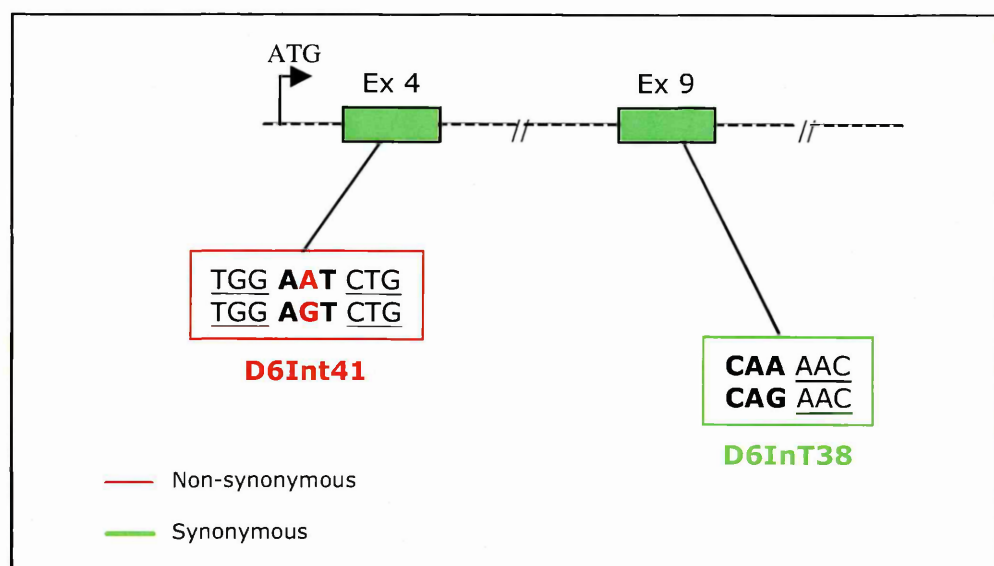 ATG
Ex 4
Ex 9
TGG AAT CTG
TGG AGT CTG
D6Int41
CAA AAC
CAG AAC
D6InT38
Non-synonymous
Synonymous